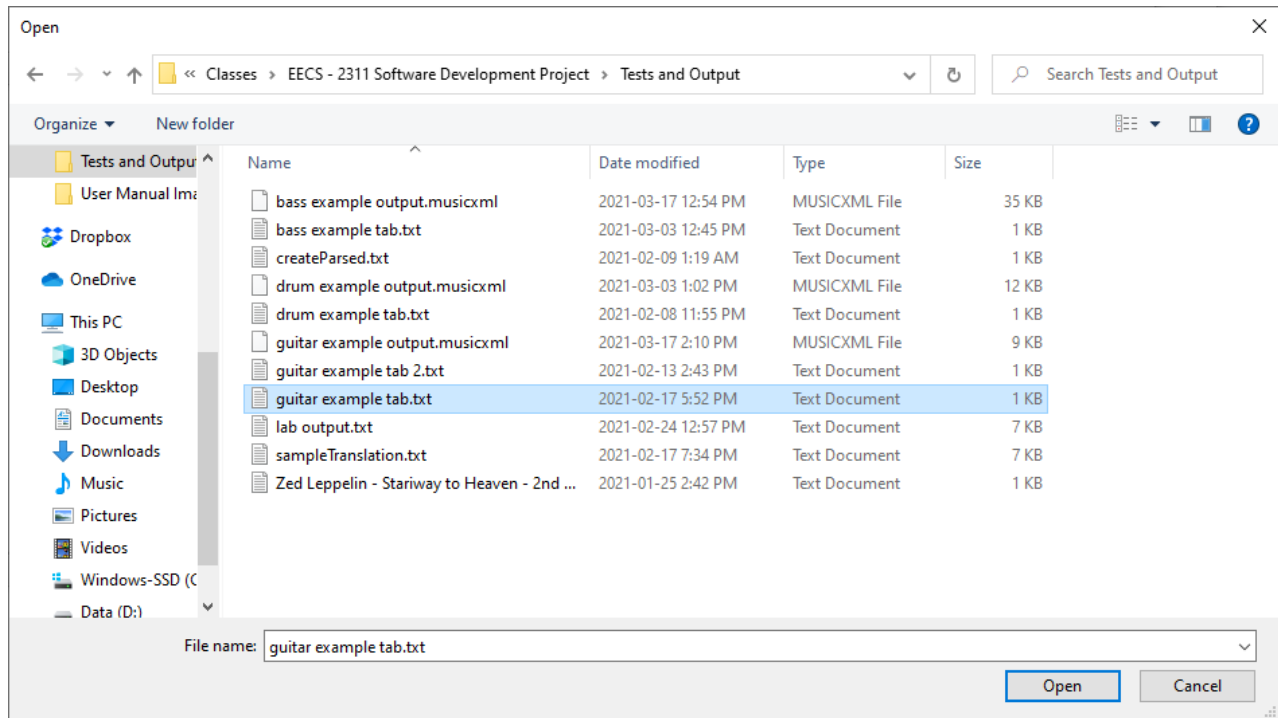 Open
« Classes > EECS - 2311 Software Development Project > Tests and Output
Search Tests and Output
Organize New folder
Tests and Output
User Manual Ima
Dropbox
OneDrive
This PC
3D Objects
Desktop
Documents
Downloads
Music
Pictures
Videos
Windows-SSD (C
Data (D:)
Name Date modified Type Size
bass example output.musicxml 2021-03-17 12:54 PM MUSICXML File 35 KB
bass example tab.txt 2021-03-03 12:45 PM Text Document 1 KB
createParsed.txt 2021-02-09 1:19 AM Text Document 1 KB
drum example output.musicxml 2021-03-03 1:02 PM MUSICXML File 12 KB
drum example tab.txt 2021-02-08 11:55 PM Text Document 1 KB
guitar example output.musicxml 2021-03-17 2:10 PM MUSICXML File 9 KB
guitar example tab 2.txt 2021-02-13 2:43 PM Text Document 1 KB
guitar example tab.txt 2021-02-17 5:52 PM Text Document 1 KB
lab output.txt 2021-02-24 12:57 PM Text Document 7 KB
sampleTranslation.txt 2021-02-17 7:34 PM Text Document 7 KB
Zed Leppelin - Stariway to Heaven - 2nd ... 2021-01-25 2:42 PM Text Document 1 KB
File name: guitar example tab.txt
Open Cancel